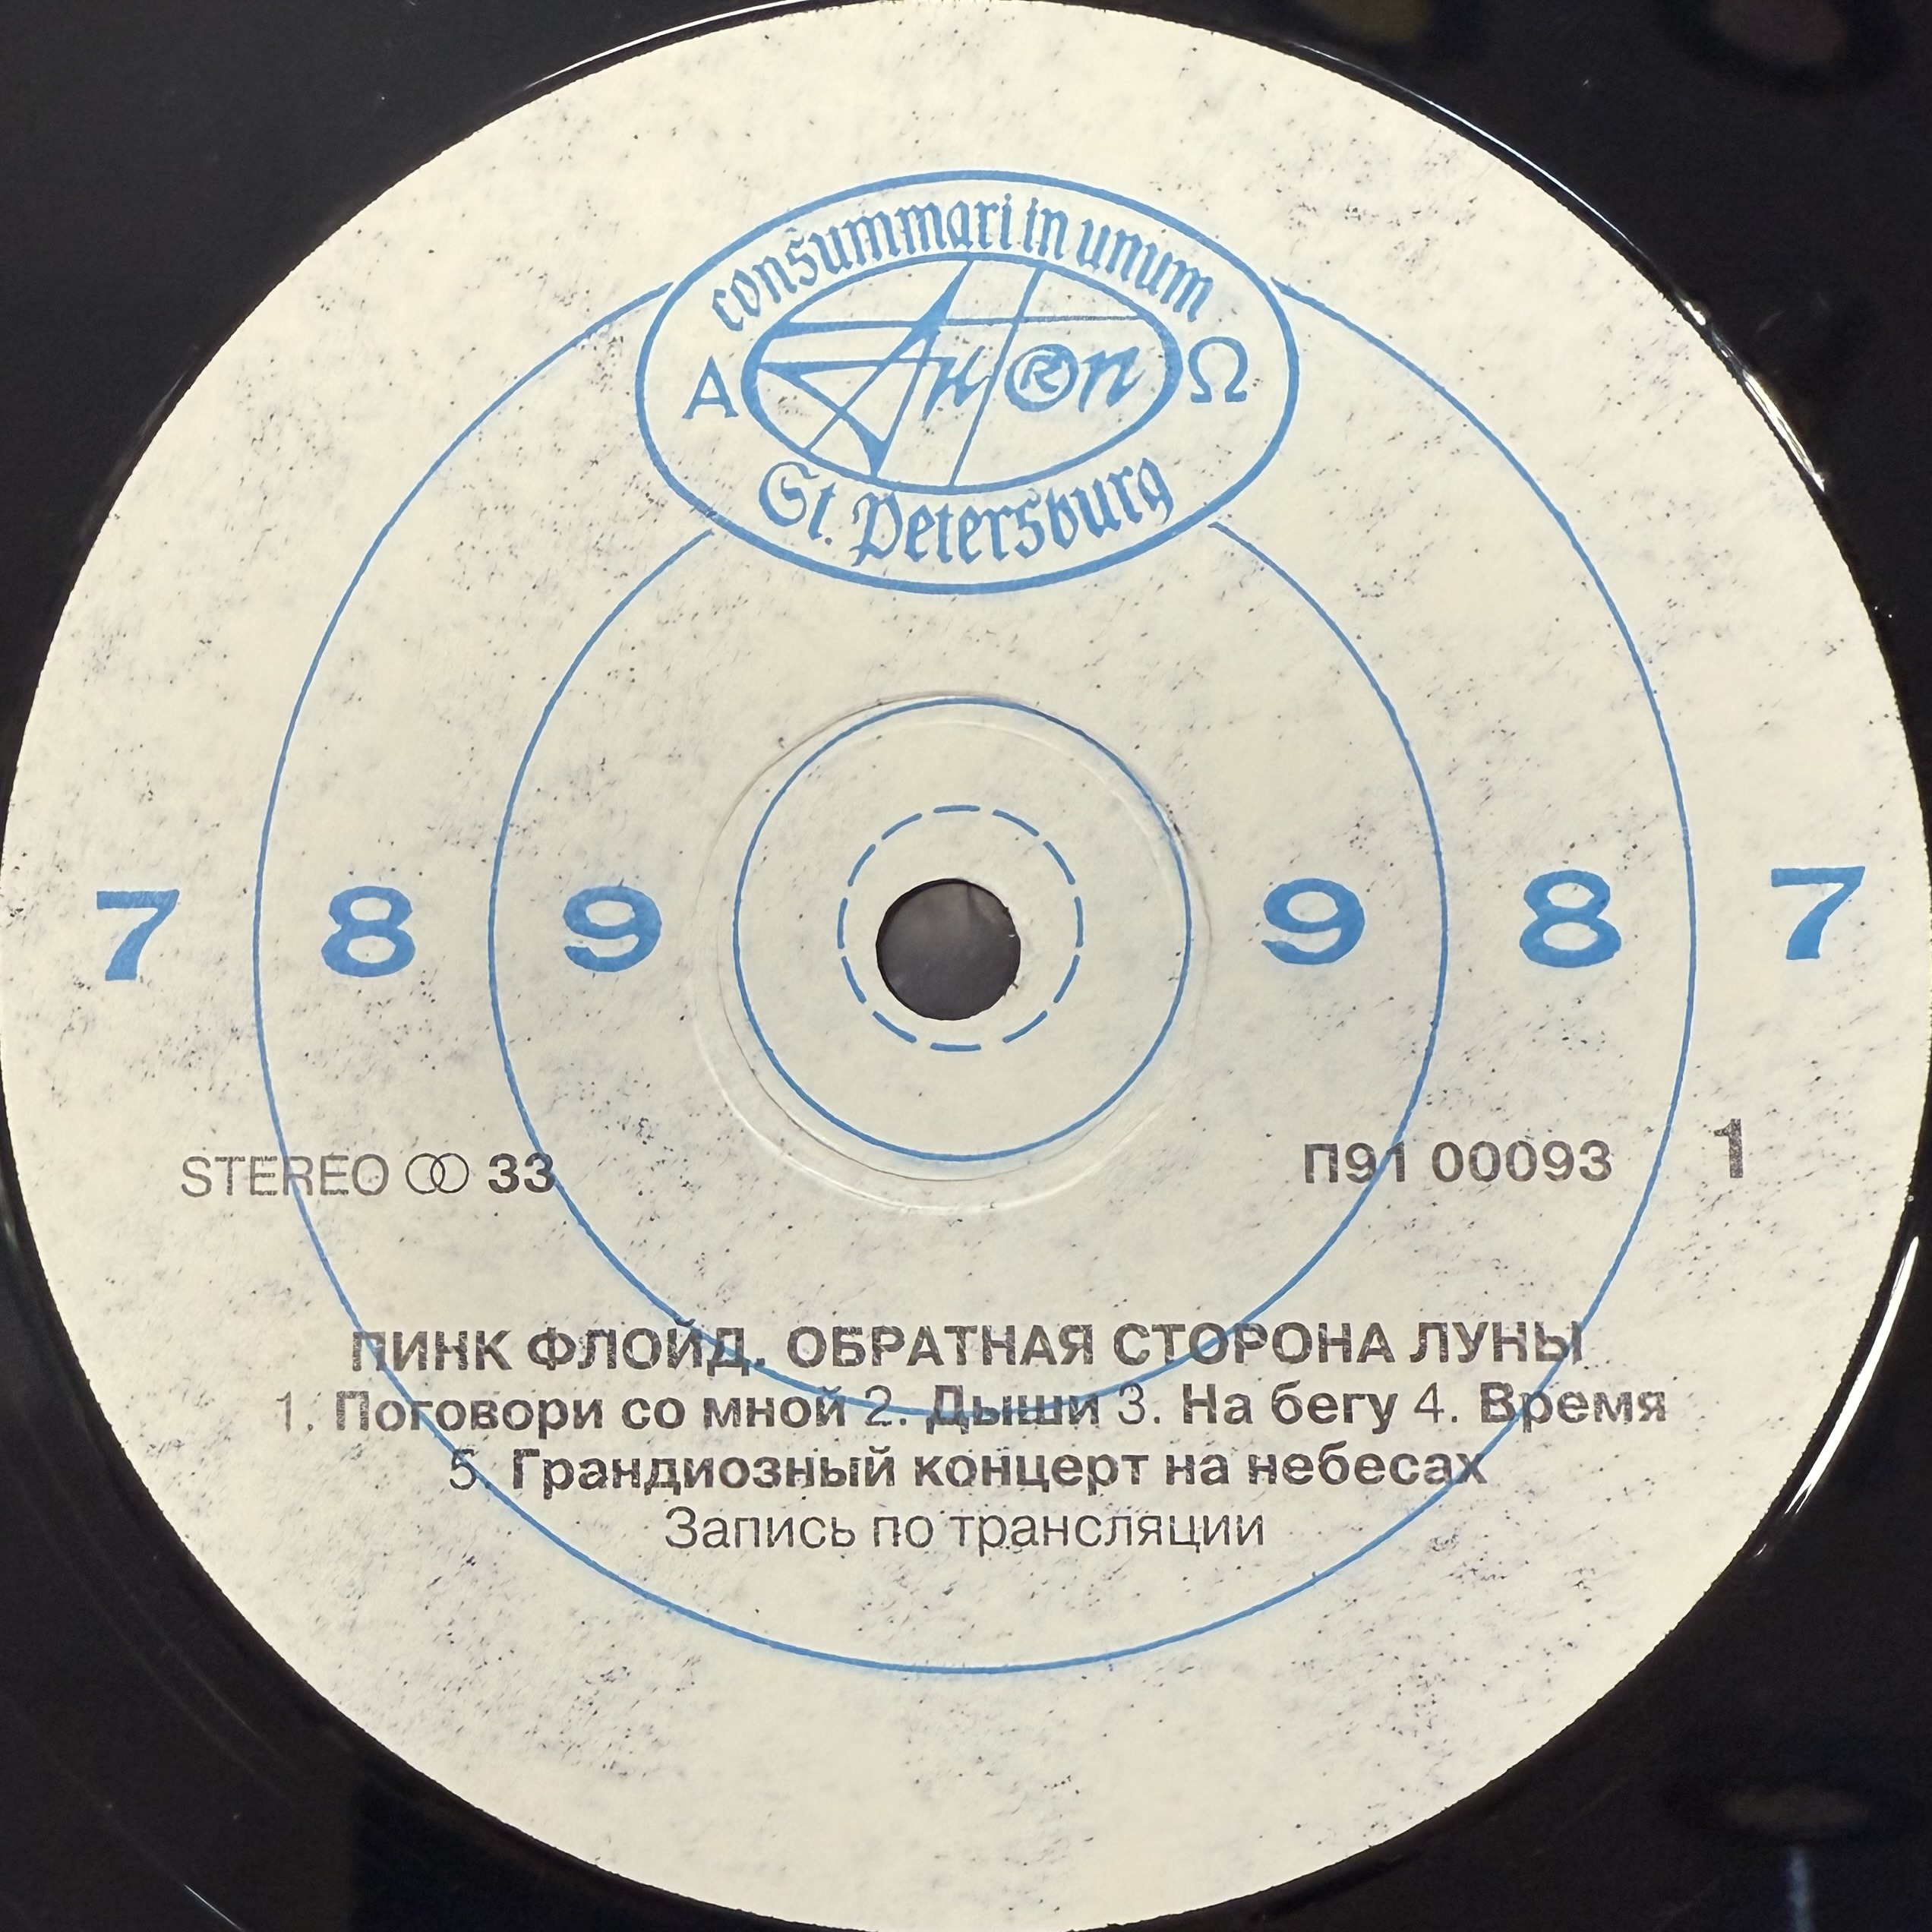 consummari in unum
А АнтRоп Ω
St. Petersburg
7 8 9 9 8 7
STEREO 33 П91 00093 1
ПИНК ФЛОЙД. ОБРАТНАЯ СТОРОНА ЛУНЫ
1. Поговори со мной 2. Дыши 3. На бегу 4. Время
5. Грандиозный концерт на небесах
Запись по трансляции